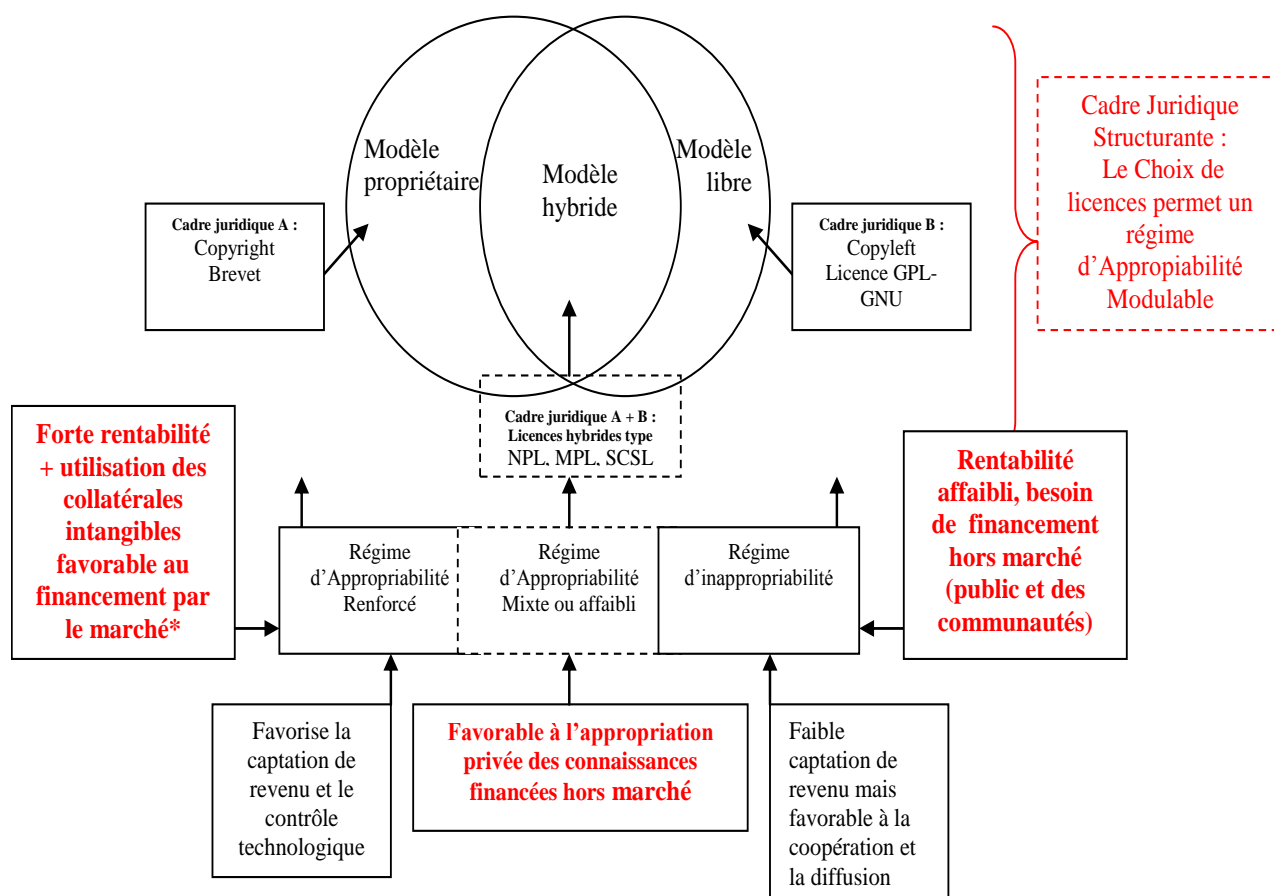 Modèle
propriétaire
Modèle
hybride
Modèle
libre
Cadre Juridique
Structurante :
Le Choix de
licences permet un
régime
d’Appropiabilité
Modulable
Cadre juridique A :
Copyright
Brevet
Cadre juridique B :
Copyleft
Licence GPL-
GNU
Cadre juridique A + B :
Licences hybrides type
NPL, MPL, SCSL
Forte rentabilité
+ utilisation des
collatérales
intangibles
favorable au
financement par
le marché*
Régime
d’Appropriabilité
Renforcé
Régime
d’Appropriabilité
Mixte ou affaibli
Régime
d’inappropriabilité
Rentabilité
affaibli, besoin
de financement
hors marché
(public et des
communautés)
Favorise la
captation de
revenu et le
contrôle
technologique
Favorable à l’appropriation
privée des connaissances
financées hors marché
Faible
captation de
revenu mais
favorable à la
coopération et
la diffusion